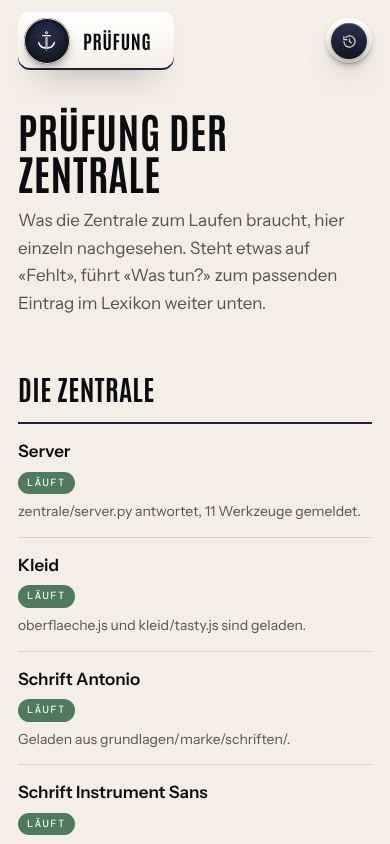 PRÜFUNG
PRÜFUNG DER
ZENTRALE
Was die Zentrale zum Laufen braucht, hier
einzeln nachgesehen. Steht etwas auf
«Fehlt», führt «Was tun?» zum passenden
Eintrag im Lexikon weiter unten.
DIE ZENTRALE
Server
LÄUFT
zentrale/server.py antwortet, 11 Werkzeuge gemeldet.
Kleid
LÄUFT
oberflaeche.js und kleid/tasty.js sind geladen.
Schrift Antonio
LÄUFT
Geladen aus grundlagen/marke/schriften/.
Schrift Instrument Sans
LÄUFT